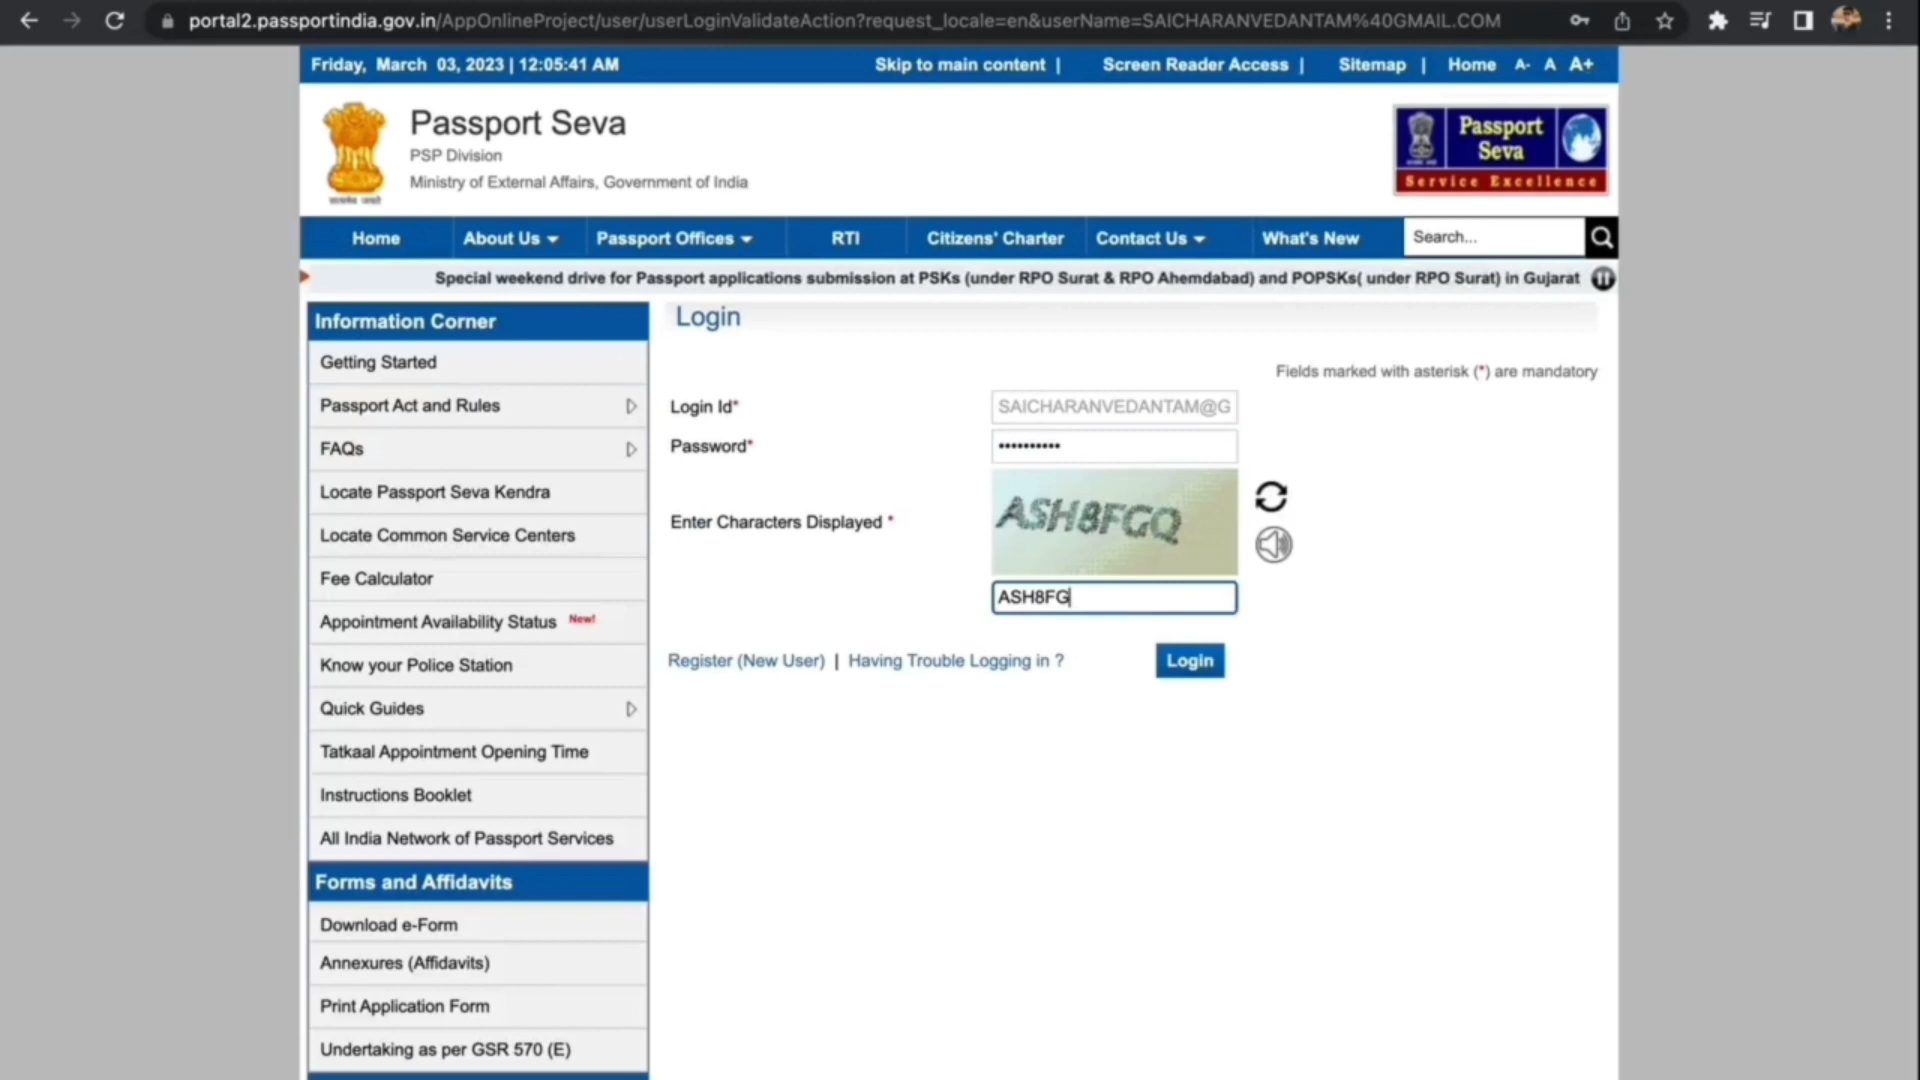 portal2.passportindia.gov.in/AppOnlineProject/user/userLoginValidateAction?request_locale=en&userName=SAICHARANVEDANTAM%40GMAIL.COM
Friday, March 03, 2023 | 12:05:41 AM
Skip to main content |
Screen Reader Access |
Sitemap |
Home
A- A A+
Passport Seva
PSP Division
Ministry of External Affairs, Government of India
Passport
Seva
Service Excellence
Home
About Us
Passport Offices
RTI
Citizens' Charter
Contact Us
What's New
Search...
Special weekend drive for Passport applications submission at PSKs (under RPO Surat & RPO Ahemdabad) and POPSKs( under RPO Surat) in Gujarat
Information Corner
Getting Started
Passport Act and Rules
FAQs
Locate Passport Seva Kendra
Locate Common Service Centers
Fee Calculator
Appointment Availability Status New!
Know your Police Station
Quick Guides
Tatkaal Appointment Opening Time
Instructions Booklet
All India Network of Passport Services
Forms and Affidavits
Download e-Form
Annexures (Affidavits)
Print Application Form
Undertaking as per GSR 570 (E)
Login
Fields marked with asterisk (*) are mandatory
Login Id*
SAICHARANVEDANTAM@G
Password*
••••••••••
Enter Characters Displayed *
ASH8FGQ
ASH8FG
Register (New User) | Having Trouble Logging in ?
Login